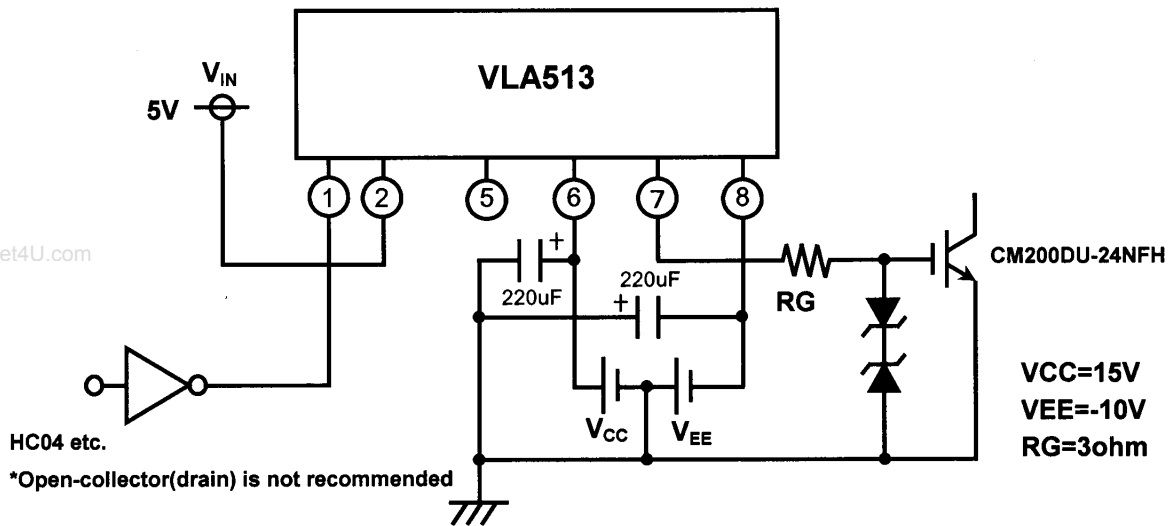 VLA513
V_IN
5V
1
2
5
6
7
8
et4U.com
+
220uF
220uF
+
RG
CM200DU-24NFH
V_CC
V_EE
VCC=15V
VEE=-10V
RG=3ohm
HC04 etc.
*Open-collector(drain) is not recommended